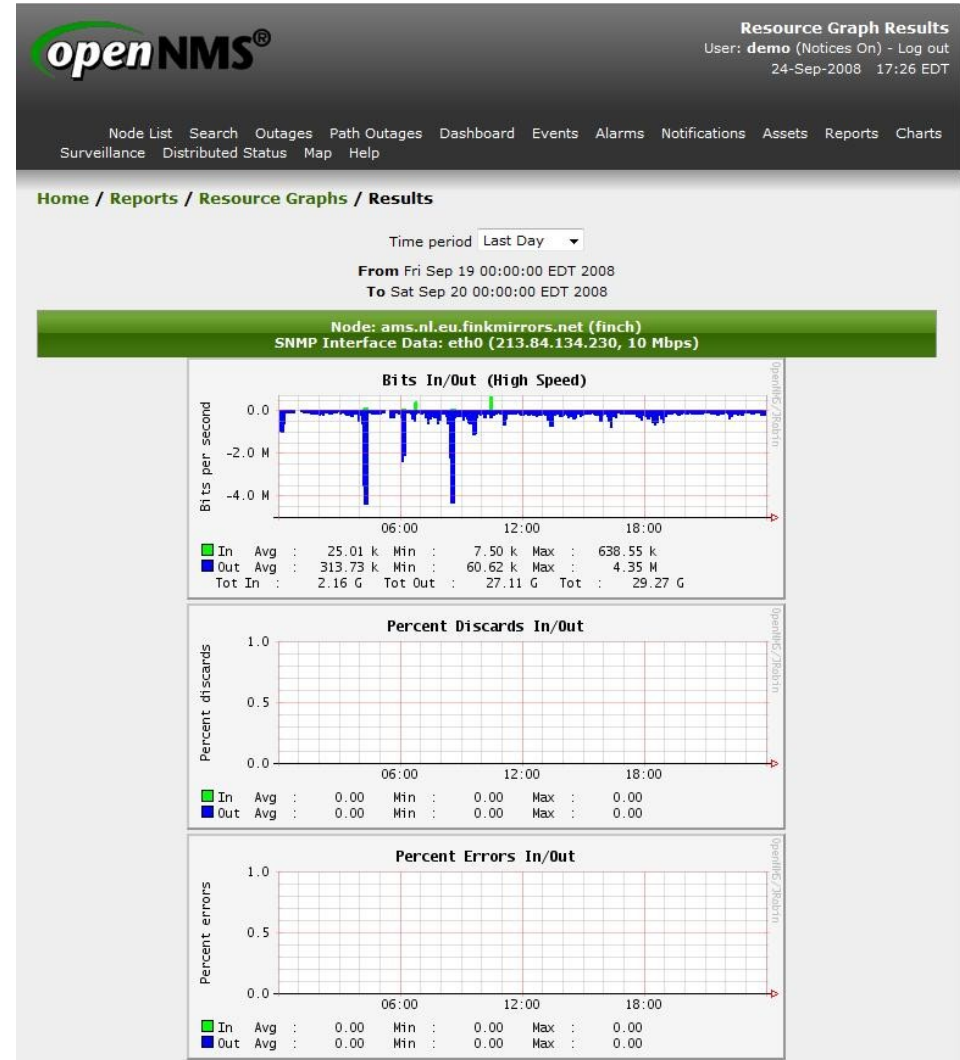 openNMS®
Resource Graph Results
User: demo (Notices On) - Log out
24-Sep-2008 17:26 EDT
Node List Search Outages Path Outages Dashboard Events Alarms Notifications Assets Reports Charts
Surveillance Distributed Status Map Help
Home / Reports / Resource Graphs / Results
Time period Last Day
From Fri Sep 19 00:00:00 EDT 2008
To Sat Sep 20 00:00:00 EDT 2008
Node: ams.nl.eu.finkmirrors.net (finch)
SNMP Interface Data: eth0 (213.84.134.230, 10 Mbps)
Bits In/Out (High Speed)
OpenNMS/JRobin
Bits per second
0.0
-2.0 M
-4.0 M
06:00 12:00 18:00
In Avg : 25.01 k Min : 7.50 k Max : 638.55 k
Out Avg : 313.73 k Min : 60.62 k Max : 4.35 M
Tot In : 2.16 G Tot Out : 27.11 G Tot : 29.27 G
Percent Discards In/Out
OpenNMS/JRobin
Percent discards
1.0
0.5
0.0
06:00 12:00 18:00
In Avg : 0.00 Min : 0.00 Max : 0.00
Out Avg : 0.00 Min : 0.00 Max : 0.00
Percent Errors In/Out
OpenNMS/JRobin
Percent errors
1.0
0.5
0.0
06:00 12:00 18:00
In Avg : 0.00 Min : 0.00 Max : 0.00
Out Avg : 0.00 Min : 0.00 Max : 0.00